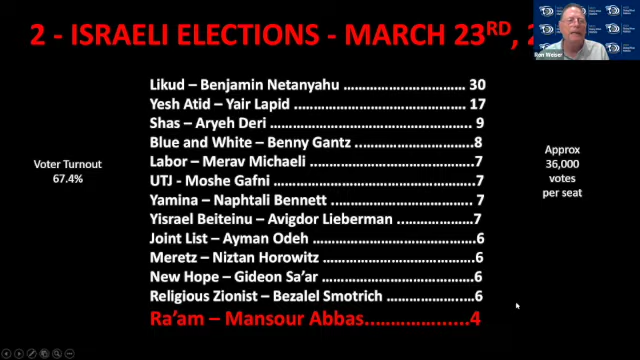 2 - ISRAELI ELECTIONS - MARCH 23RD, 2
Ron Weiser
Likud – Benjamin Netanyahu ……………………… 30
Yesh Atid – Yair Lapid ………………………………… 17
Shas – Aryeh Deri …………………………………….. 9
Blue and White – Benny Gantz ……………………..8
Labor – Merav Michaeli ………………………………7
UTJ - Moshe Gafni ……………………………………..7
Yamina – Naphtali Bennett ………………………… 7
Yisrael Beiteinu – Avigdor Lieberman ……………..7
Joint List – Ayman Odeh ……………………………….6
Meretz – Niztan Horowitz ……………………………..6
New Hope – Gideon Sa’ar ……………………………..6
Religious Zionist – Bezalel Smotrich …………………6
Ra’am – Mansour Abbas…………………4
Voter Turnout
67.4%
Approx
36,000
votes
per seat